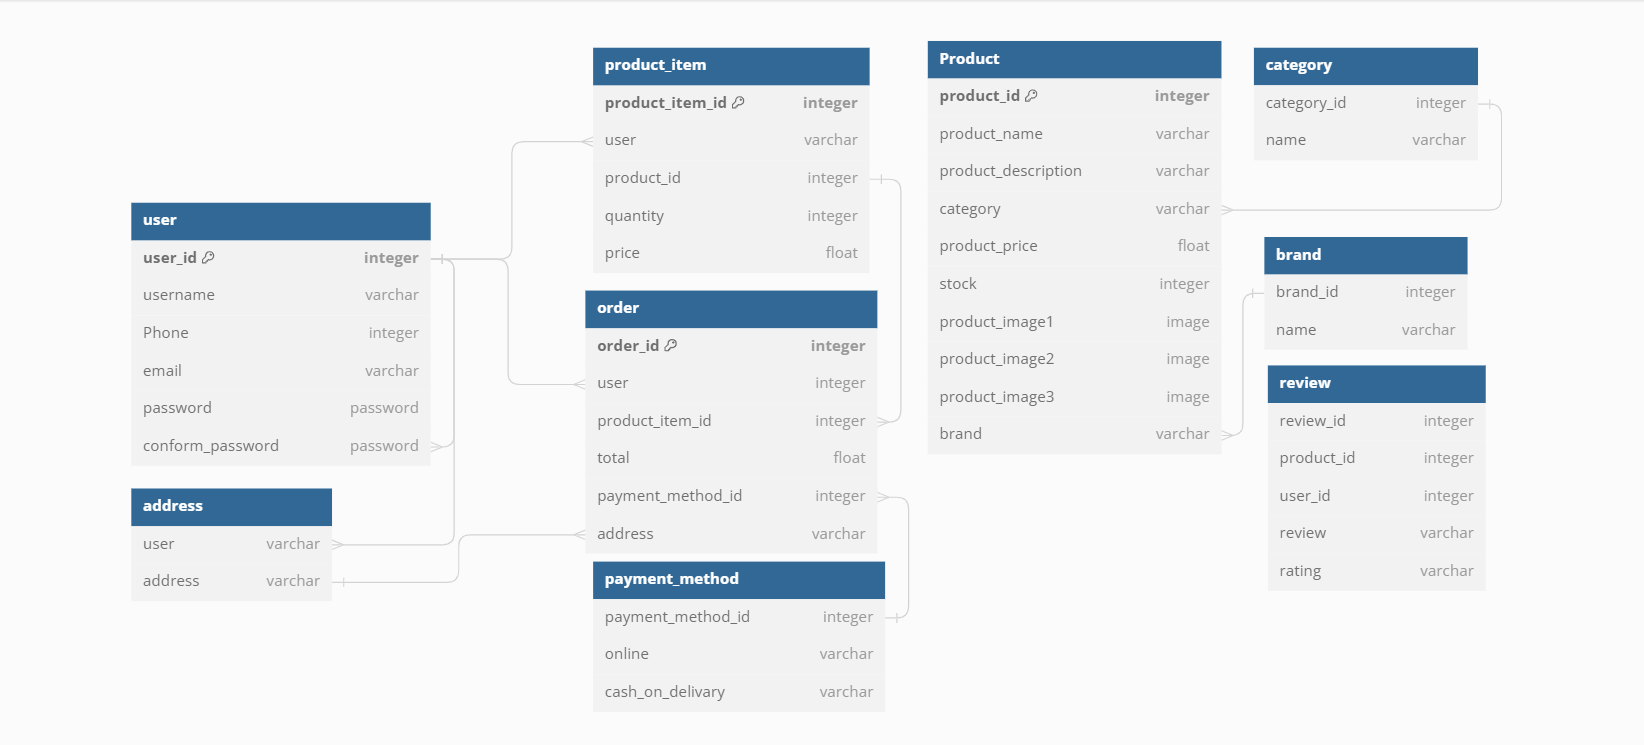 user
user_id integer
username varchar
Phone integer
email varchar
password password
conform_password password
address
user varchar
address varchar
product_item
product_item_id integer
user varchar
product_id integer
quantity integer
price float
order
order_id integer
user integer
product_item_id integer
total float
payment_method_id integer
address varchar
payment_method
payment_method_id integer
online varchar
cash_on_delivary varchar
Product
product_id integer
product_name varchar
product_description varchar
category varchar
product_price float
stock integer
product_image1 image
product_image2 image
product_image3 image
brand varchar
category
category_id integer
name varchar
brand
brand_id integer
name varchar
review
review_id integer
product_id integer
user_id integer
review varchar
rating varchar